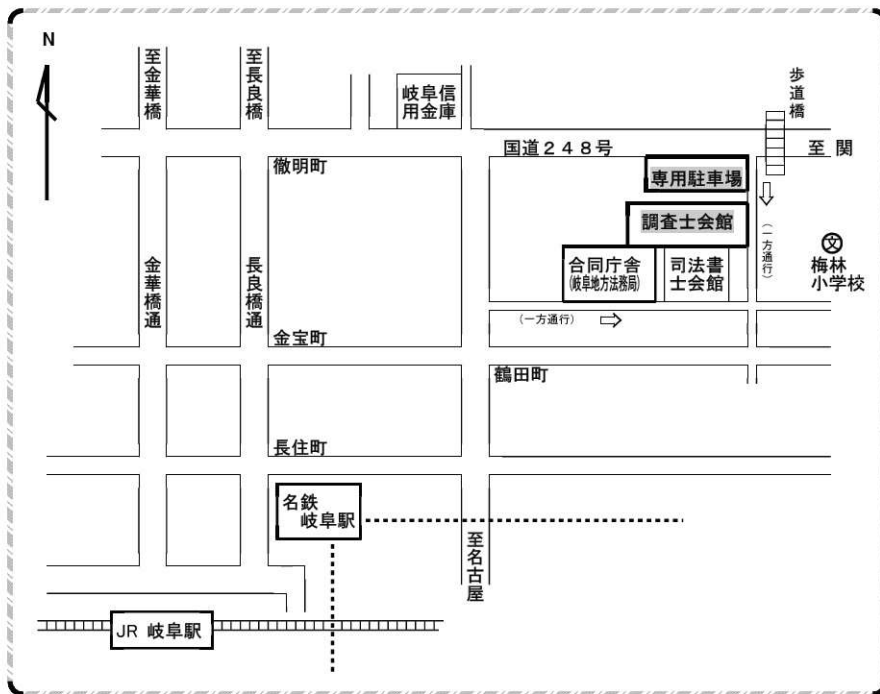 N
至金華橋
至長良橋
岐阜信
用金庫
歩道橋
国道248号
至 関
徹明町
専用駐車場
調査士会館
(一方通行)
合同庁舎
(岐阜地方法務局)
司法書
士会館
文
梅林
小学校
金華橋通
長良橋通
(一方通行)
金宝町
鶴田町
長住町
名鉄
岐阜駅
至名古屋
JR 岐阜駅